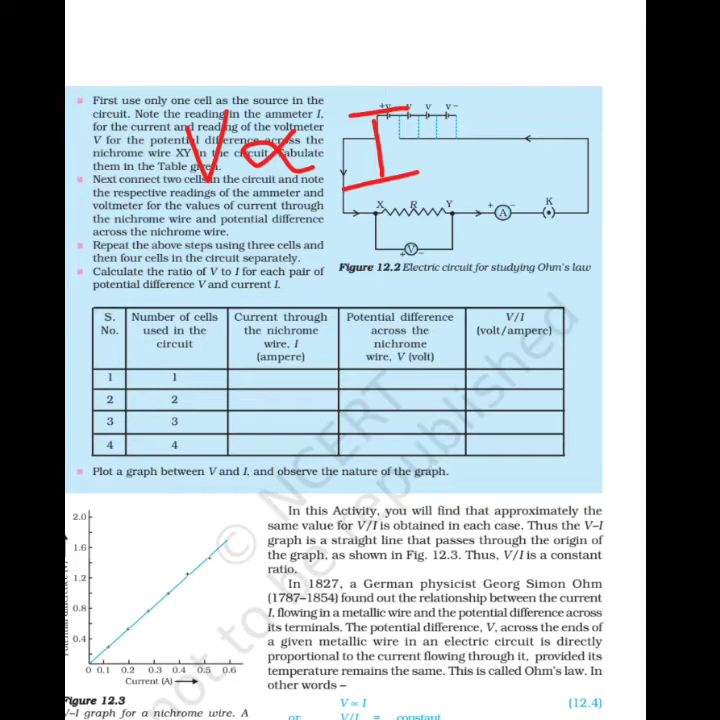 First use only one cell as the source in the
circuit. Note the reading in the ammeter I,
for the current and reading of the voltmeter
V for the potential difference across the
nichrome wire XY in the circuit. Tabulate
them in the Table given.
Next connect two cells in the circuit and note
the respective readings of the ammeter and
voltmeter for the values of current through
the nichrome wire and potential difference
across the nichrome wire.
Repeat the above steps using three cells and
then four cells in the circuit separately.
Calculate the ratio of V to I for each pair of
potential difference V and current I.
V ∝ I
+V V V V −
X R Y + A − K
+ V −
Figure 12.2 Electric circuit for studying Ohm's law
S. No. Number of cells used in the circuit Current through the nichrome wire, I (ampere) Potential difference across the nichrome wire, V (volt) V/I (volt/ampere)
1 1
2 2
3 3
4 4
Plot a graph between V and I, and observe the nature of the graph.
© NCERT
not to be republished
2.0
1.6
1.2
0.8
0.4
0 0.1 0.2 0.3 0.4 0.5 0.6
Current (A)
Figure 12.3
V–I graph for a nichrome wire. A
In this Activity, you will find that approximately the
same value for V/I is obtained in each case. Thus the V–I
graph is a straight line that passes through the origin of
the graph, as shown in Fig. 12.3. Thus, V/I is a constant
ratio.
In 1827, a German physicist Georg Simon Ohm
(1787–1854) found out the relationship between the current
I, flowing in a metallic wire and the potential difference across
its terminals. The potential difference, V, across the ends of
a given metallic wire in an electric circuit is directly
proportional to the current flowing through it, provided its
temperature remains the same. This is called Ohm's law. In
other words –
V ∝ I (12.4)
or V/I = constant